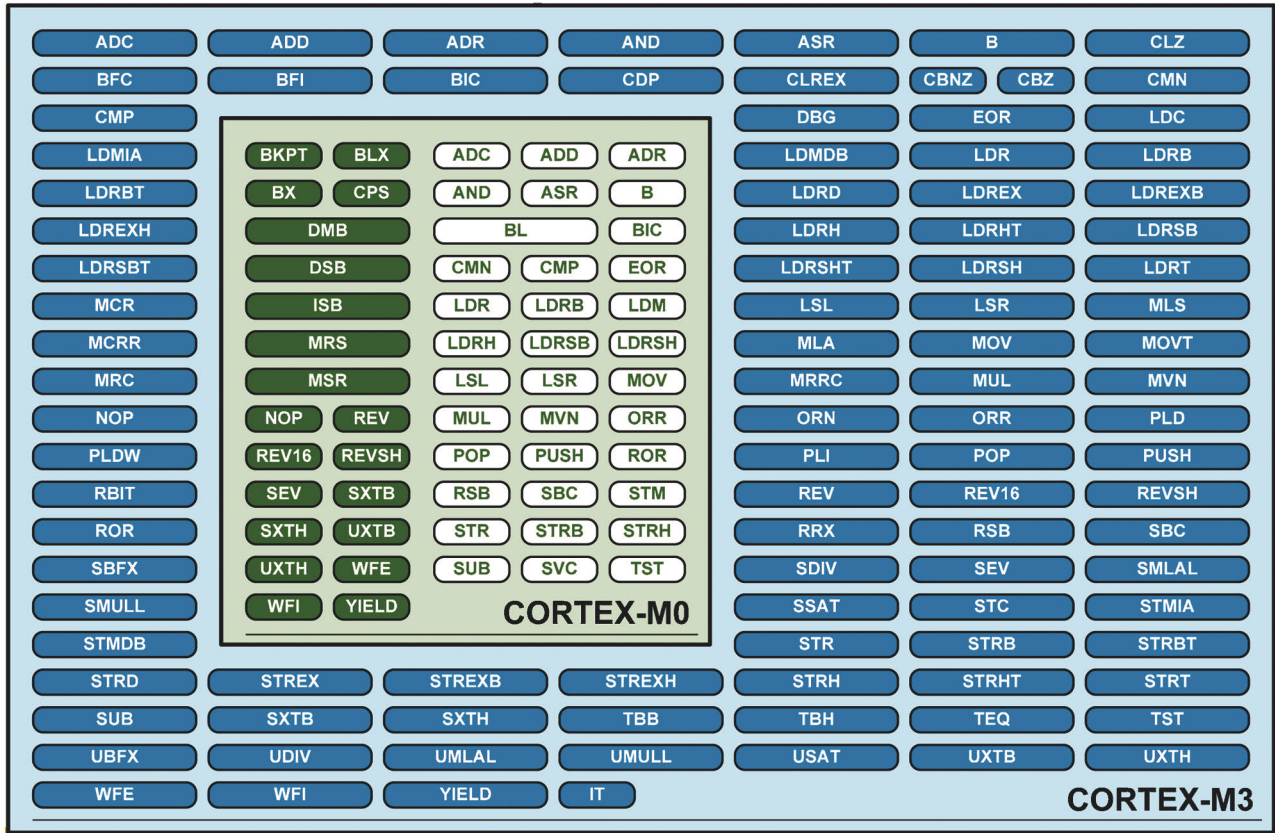 ADC ADD ADR AND ASR B CLZ
BFC BFI BIC CDP CLREX CBNZ CBZ CMN
CMP DBG EOR LDC
LDMIA BKPT BLX ADC ADD ADR LDMDB LDR LDRB
LDRBT BX CPS AND ASR B LDRD LDREX LDREXB
LDREXH DMB BL BIC LDRH LDRHT LDRSB
LDRSBT DSB CMN CMP EOR LDRSHT LDRSH LDRT
MCR ISB LDR LDRB LDM LSL LSR MLS
MCRR MRS LDRH LDRSB LDRSH MLA MOV MOVT
MRC MSR LSL LSR MOV MRRC MUL MVN
NOP NOP REV MUL MVN ORR ORN ORR PLD
PLDW REV16 REVSH POP PUSH ROR PLI POP PUSH
RBIT SEV SXTB RSB SBC STM REV REV16 REVSH
ROR SXTH UXTB STR STRB STRH RRX RSB SBC
SBFX UXTH WFE SUB SVC TST SDIV SEV SMLAL
SMULL WFI YIELD CORTEX-M0 SSAT STC STMIA
STMDB STR STRB STRBT
STRD STREX STREXB STREXH STRH STRHT STRT
SUB SXTB SXTH TBB TBH TEQ TST
UBFX UDIV UMLAL UMULL USAT UXTB UXTH
WFE WFI YIELD IT CORTEX-M3